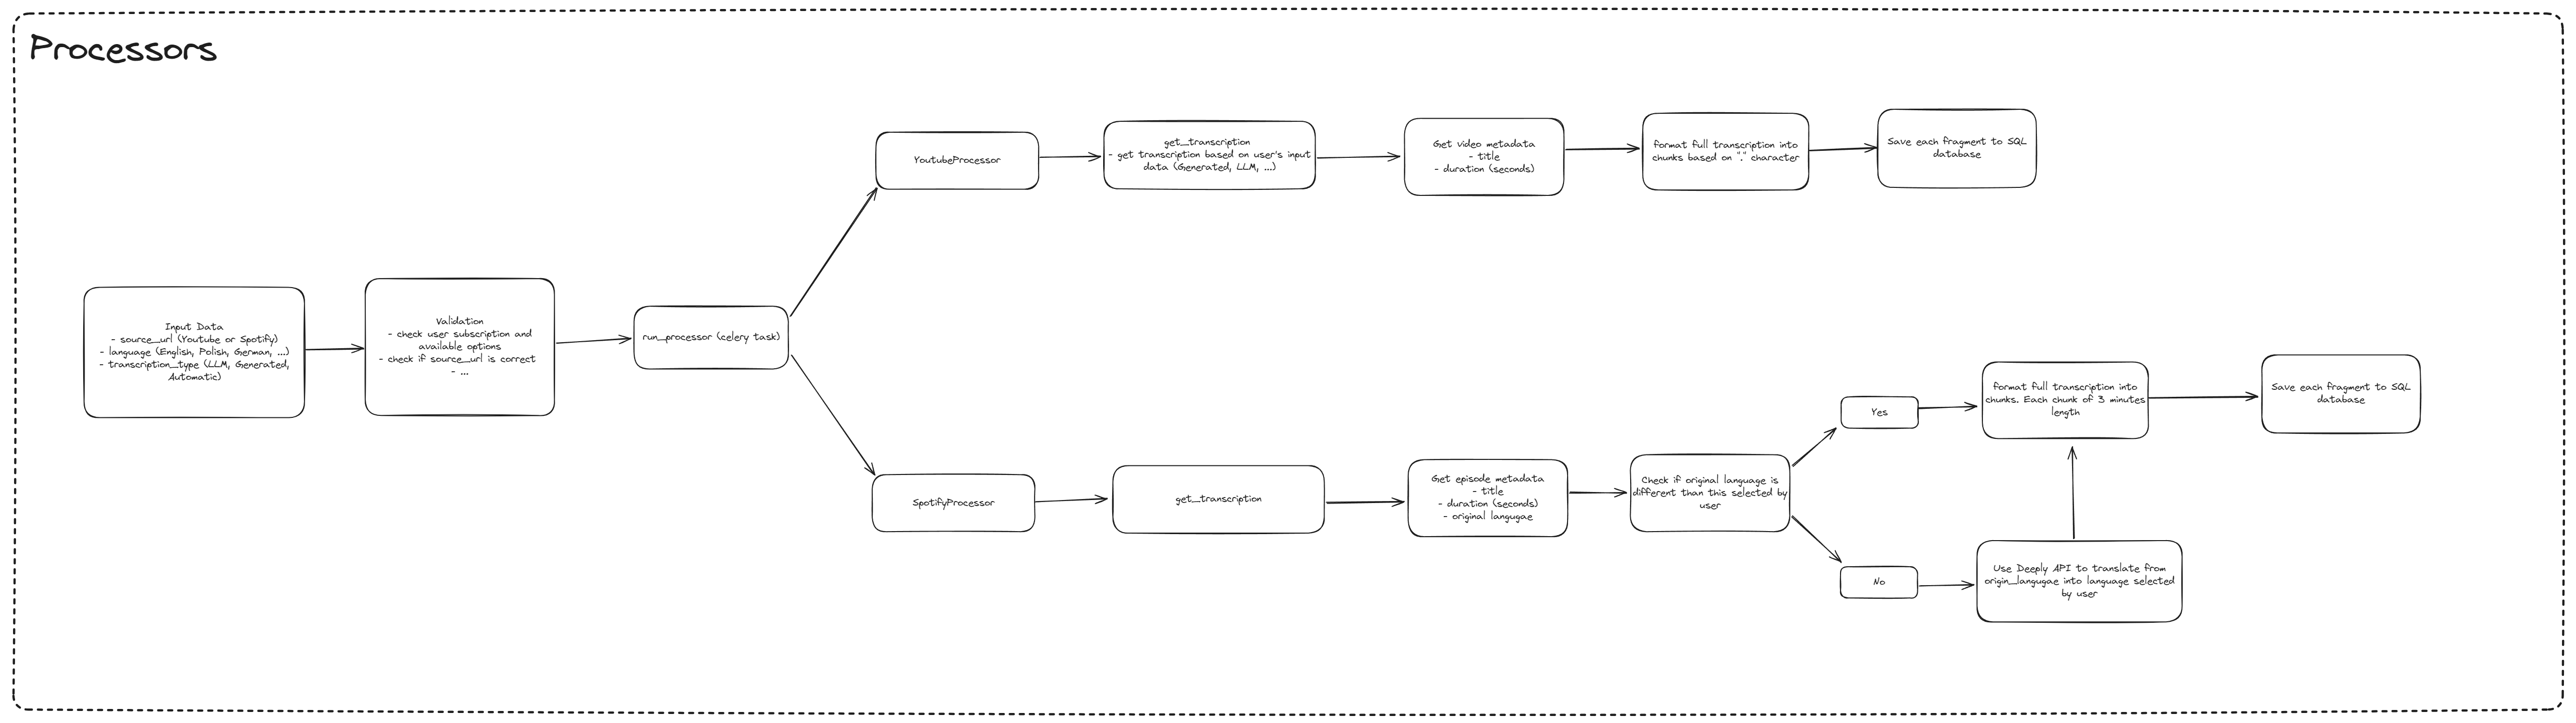 Processors
Input Data
- source_url (Youtube or Spotify)
- language (English, Polish, German, ...)
- transcription_type (LLM, Generated,
Automatic)
Validation
- check user subscription and
available options
- check if source_url is correct
- ...
run_processor (celery task)
YoutubeProcessor
get_transcription
- get transcription based on user's input
data (Generated, LLM, ...)
Get video metadata
- title
- duration (seconds)
format full transcription into
chunks based on "." character
Save each fragment to SQL
database
SpotifyProcessor
get_transcription
Get episode metadata
- title
- duration (seconds)
- original langugae
Check if original language is
different than this selected by
user
Yes
format full transcription into
chunks. Each chunk of 3 minutes
length
Save each fragment to SQL
database
No
Use Deeply API to translate from
origin_langugae into language selected
by user